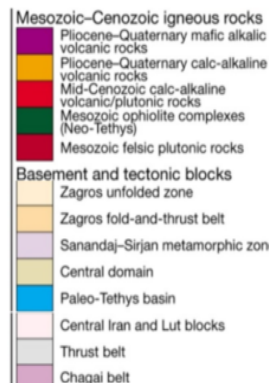 Mesozoic–Cenozoic igneous rocks
Pliocene–Quaternary mafic alkalic
volcanic rocks
Pliocene–Quaternary calc-alkaline
volcanic rocks
Mid-Cenozoic calc-alkaline
volcanic/plutonic rocks
Mesozoic ophiolite complexes
(Neo-Tethys)
Mesozoic felsic plutonic rocks
Basement and tectonic blocks
Zagros unfolded zone
Zagros fold-and-thrust belt
Sanandaj–Sirjan metamorphic zon
Central domain
Paleo-Tethys basin
Central Iran and Lut blocks
Thrust belt
Chagai belt